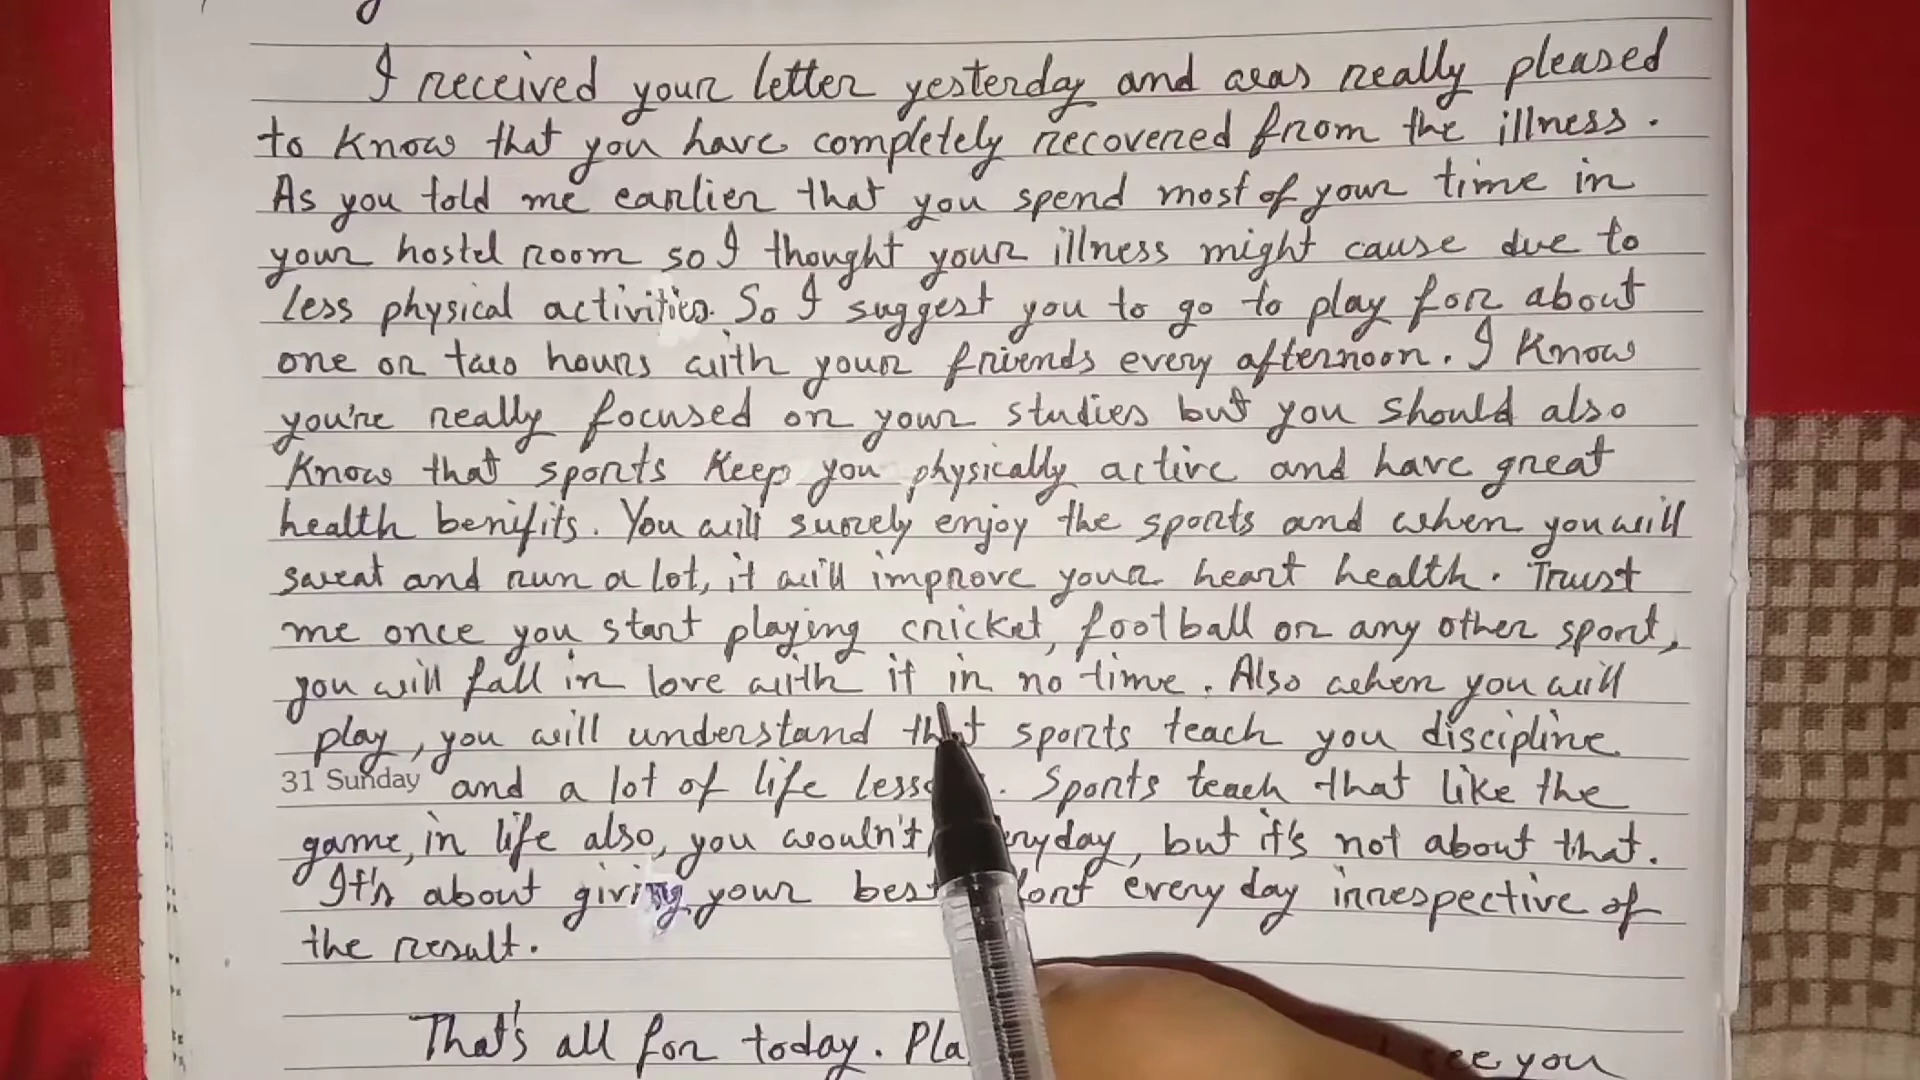 I received your letter yesterday and was really pleased
to know that you have completely recovered from the illness.
As you told me earlier that you spend most of your time in
your hostel room so I thought your illness might cause due to
less physical activities. So I suggest you to go to play for about
one or two hours with your friends every afternoon. I know
you're really focused on your studies but you should also
know that sports keep you physically active and have great
health benifits. You will surely enjoy the sports and when you will
sweat and run a lot, it will improve your heart health. Trust
me once you start playing cricket, football or any other sport,
you will fall in love with it in no time. Also when you will
play, you will understand that sports teach you discipline
31 Sunday and a lot of life . Sports teach that like the
game, in life also, you wouln't but it's not about that.
It's about giving your best every day irrespective of
the result.
That's all for today. see you